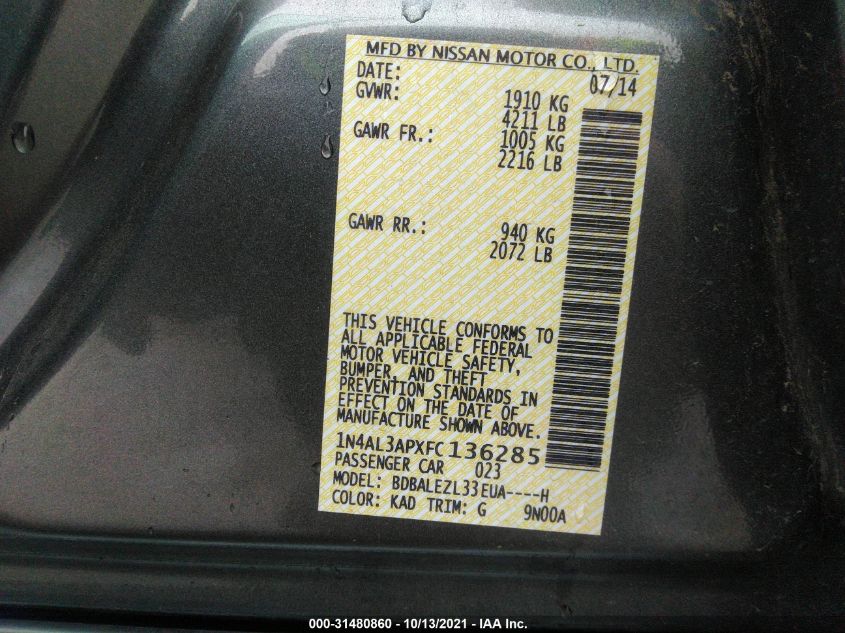 MFD BY NISSAN MOTOR CO., LTD.
DATE: 07/14
GVWR: 1910 KG
4211 LB
GAWR FR.: 1005 KG
2216 LB
GAWR RR.: 940 KG
2072 LB
THIS VEHICLE CONFORMS TO
ALL APPLICABLE FEDERAL
MOTOR VEHICLE SAFETY,
BUMPER, AND THEFT
PREVENTION STANDARDS IN
EFFECT ON THE DATE OF
MANUFACTURE SHOWN ABOVE.
1N4AL3APXFC136285
PASSENGER CAR 023
MODEL: BDBALEZL33EUA----H
COLOR: KAD TRIM: G 9N00A
000-31480860 - 10/13/2021 - IAA Inc.